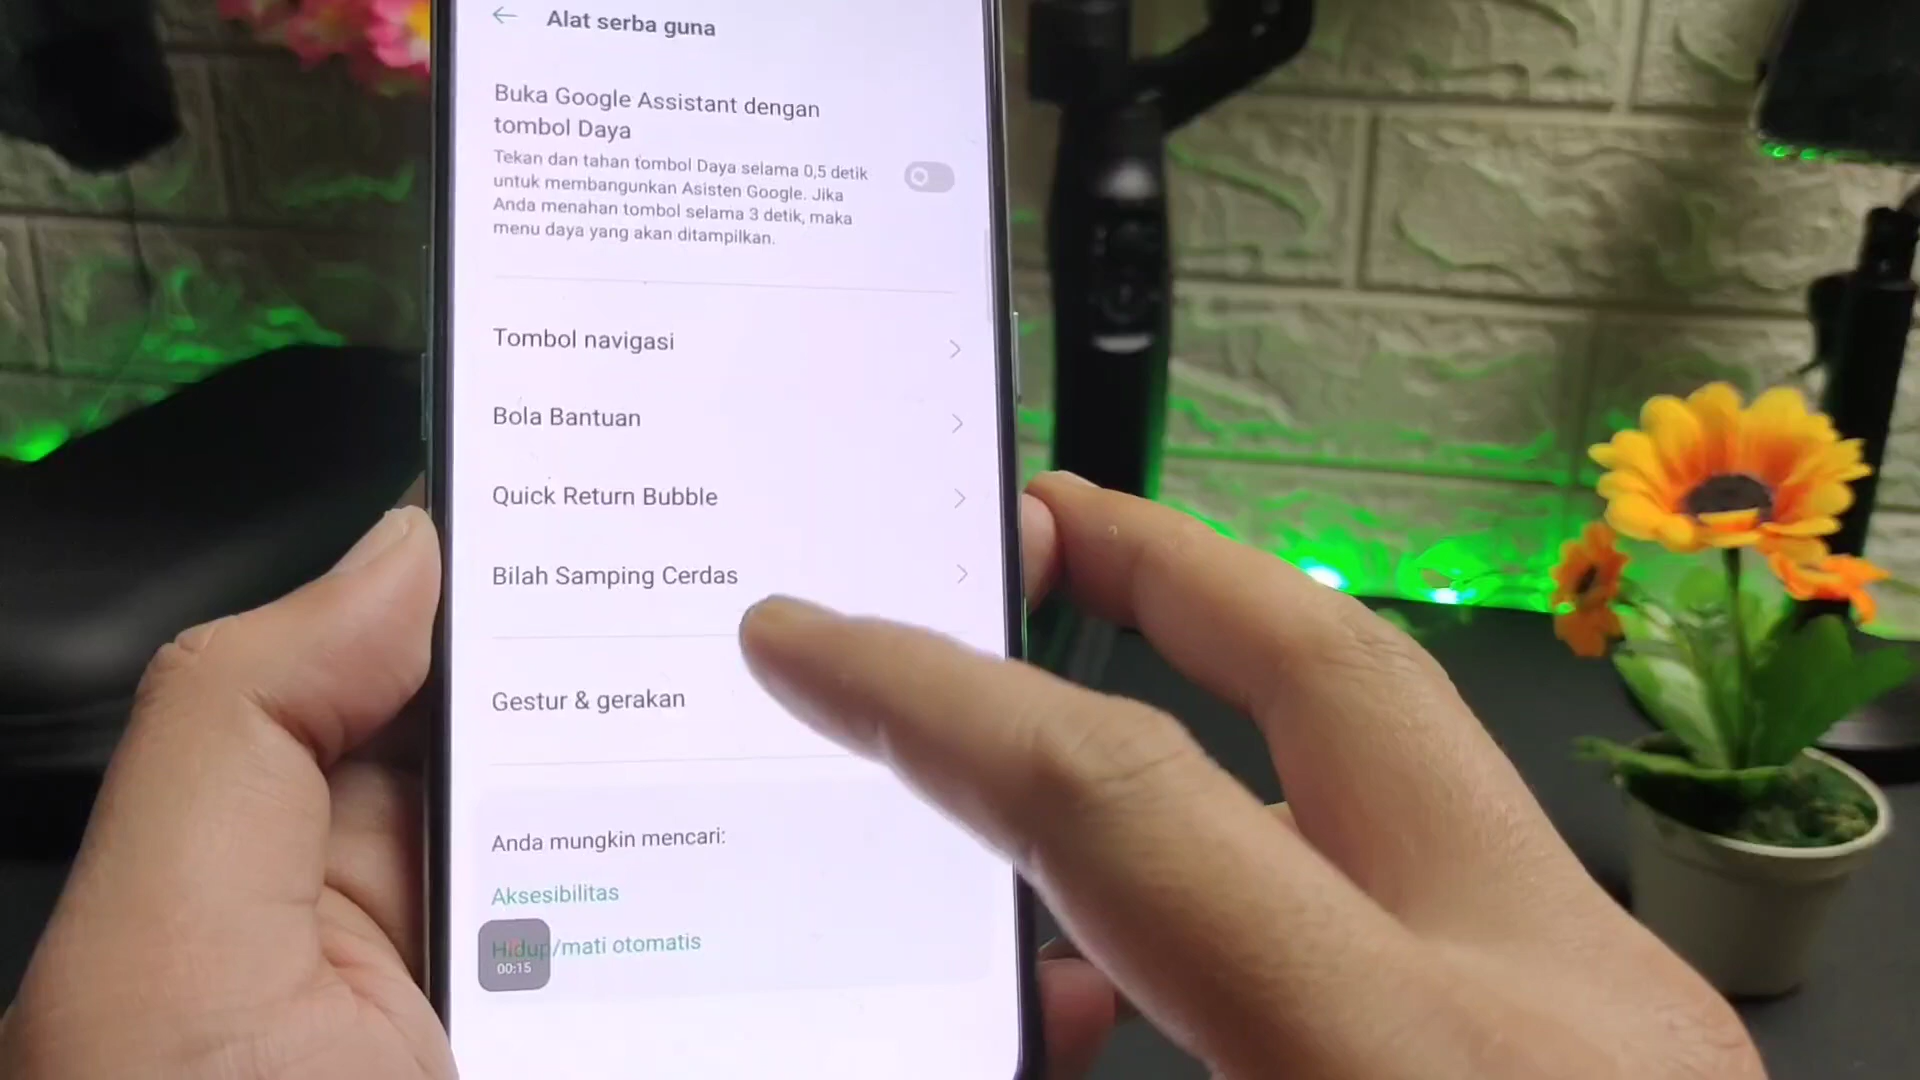 Alat serba guna
Buka Google Assistant dengan
tombol Daya
Tekan dan tahan tombol Daya selama 0,5 detik
untuk membangunkan Asisten Google. Jika
Anda menahan tombol selama 3 detik, maka
menu daya yang akan ditampilkan.
Tombol navigasi
Bola Bantuan
Quick Return Bubble
Bilah Samping Cerdas
Gestur & gerakan
Anda mungkin mencari:
Aksesibilitas
Hidup/mati otomatis
00:15